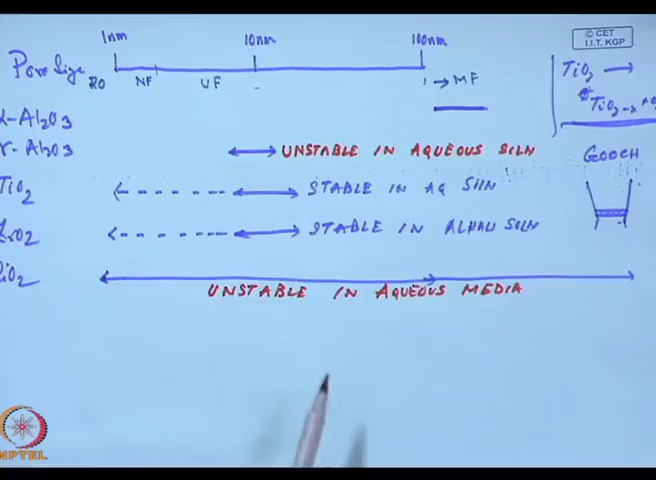 1nm 10nm 100nm
© CET
I.I.T. KGP
Pore Size
RO NF UF → MF
TiO2 →
TiO2-x
α-Al2O3
γ-Al2O3
UNSTABLE IN AQUEOUS SOLN
GOOCH
TiO2
STABLE IN AQ SOLN
ZrO2
STABLE IN ALKALI SOLN
SiO2
UNSTABLE IN AQUEOUS MEDIA
NPTEL